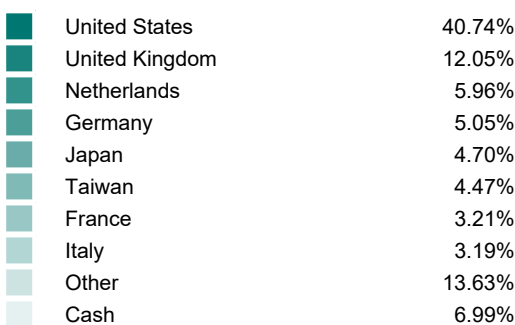 United States 40.74%
United Kingdom 12.05%
Netherlands 5.96%
Germany 5.05%
Japan 4.70%
Taiwan 4.47%
France 3.21%
Italy 3.19%
Other 13.63%
Cash 6.99%